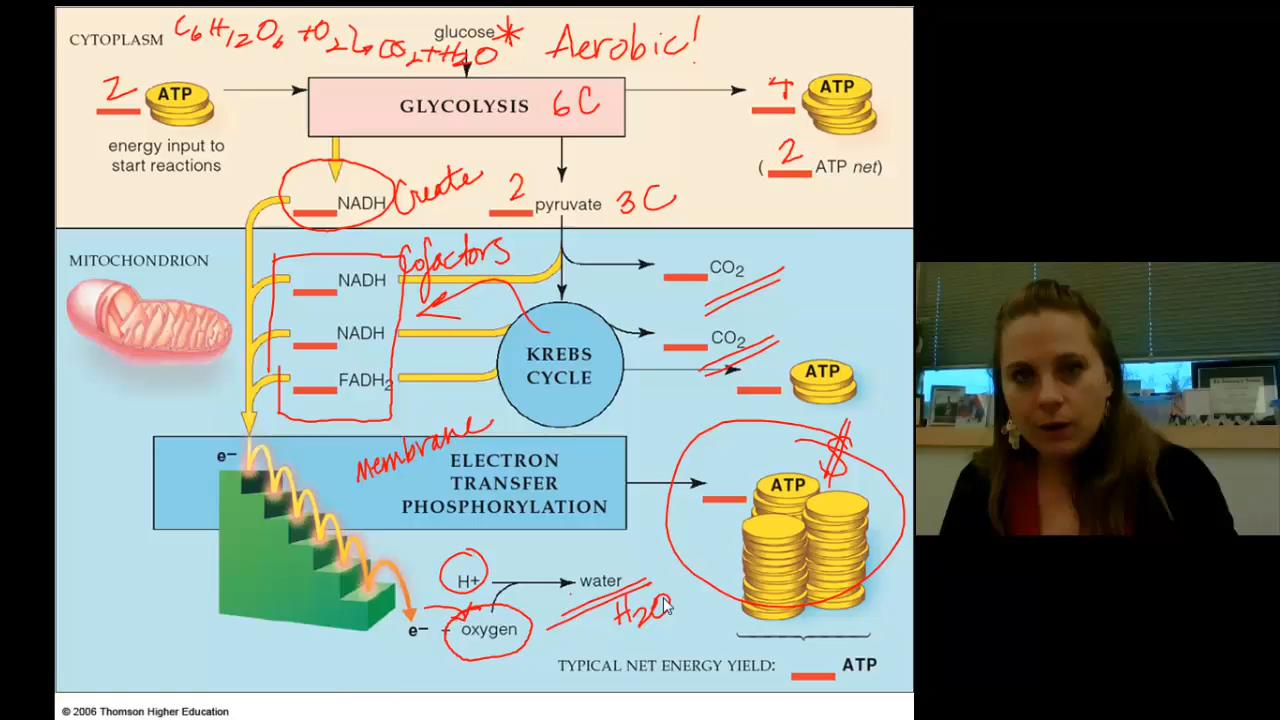 CYTOPLASM
C6H12O6 + O2 → CO2 + H2O
glucose *
Aerobic!
2 ATP
energy input to
start reactions
GLYCOLYSIS 6C
4 ATP
(2 ATP net)
NADH Create
2 pyruvate 3C
MITOCHONDRION
Cofactors
NADH
CO2
NADH
CO2
FADH2
KREBS
CYCLE
ATP
membrane
e–
ELECTRON
TRANSFER
PHOSPHORYLATION
$
ATP
H+
water
H2O
e– + oxygen
TYPICAL NET ENERGY YIELD: ATP
© 2006 Thomson Higher Education